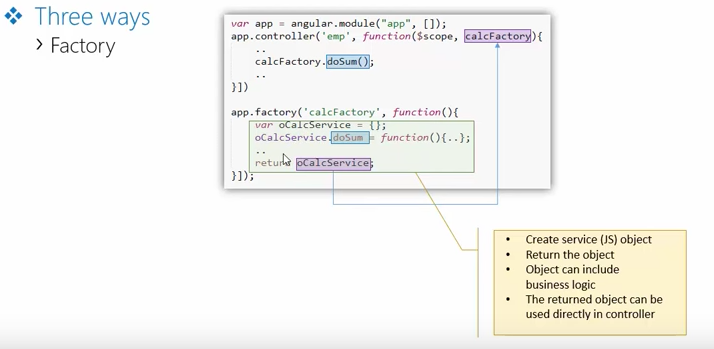 Three ways
Factory
var app = angular.module("app", []);
app.controller('emp', function($scope, calcFactory){
..
calcFactory.doSum();
..
}])
app.factory('calcFactory', function(){
var oCalcService = {};
oCalcService.doSum = function(){..};
..
return oCalcService;
}]);
• Create service (JS) object
• Return the object
• Object can include
business logic
• The returned object can be
used directly in controller